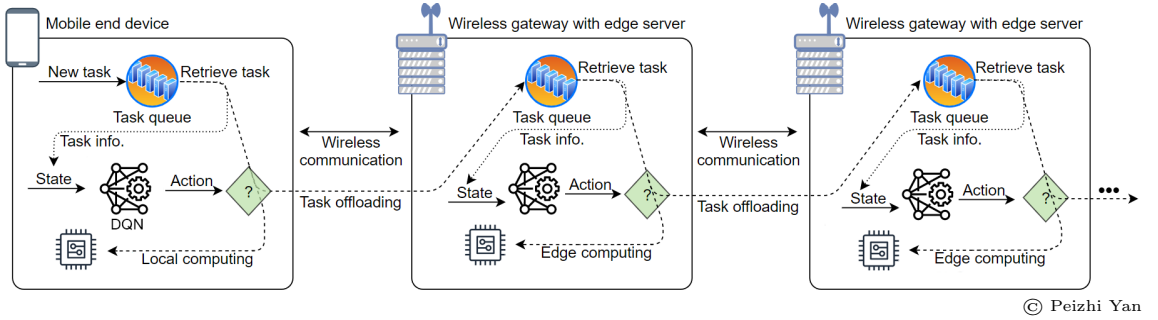 Mobile end device
New task
Retrieve task
Task queue
Task info.
State
Action
?
DQN
Local computing
Wireless
communication
Task offloading
Wireless gateway with edge server
Retrieve task
Task queue
Task info.
State
Action
?
Edge computing
Wireless
communication
Task offloading
Wireless gateway with edge server
Retrieve task
Task queue
Task info.
State
Action
?
Edge computing
© Peizhi Yan